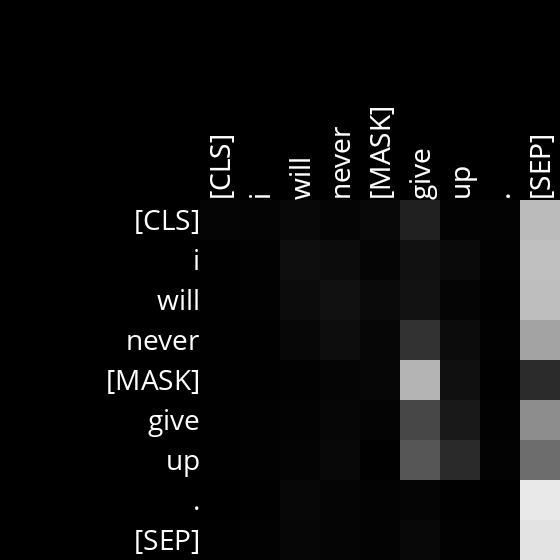 [CLS] i will never [MASK] give up . [SEP]
[CLS]
i
will
never
[MASK]
give
up
.
[SEP]